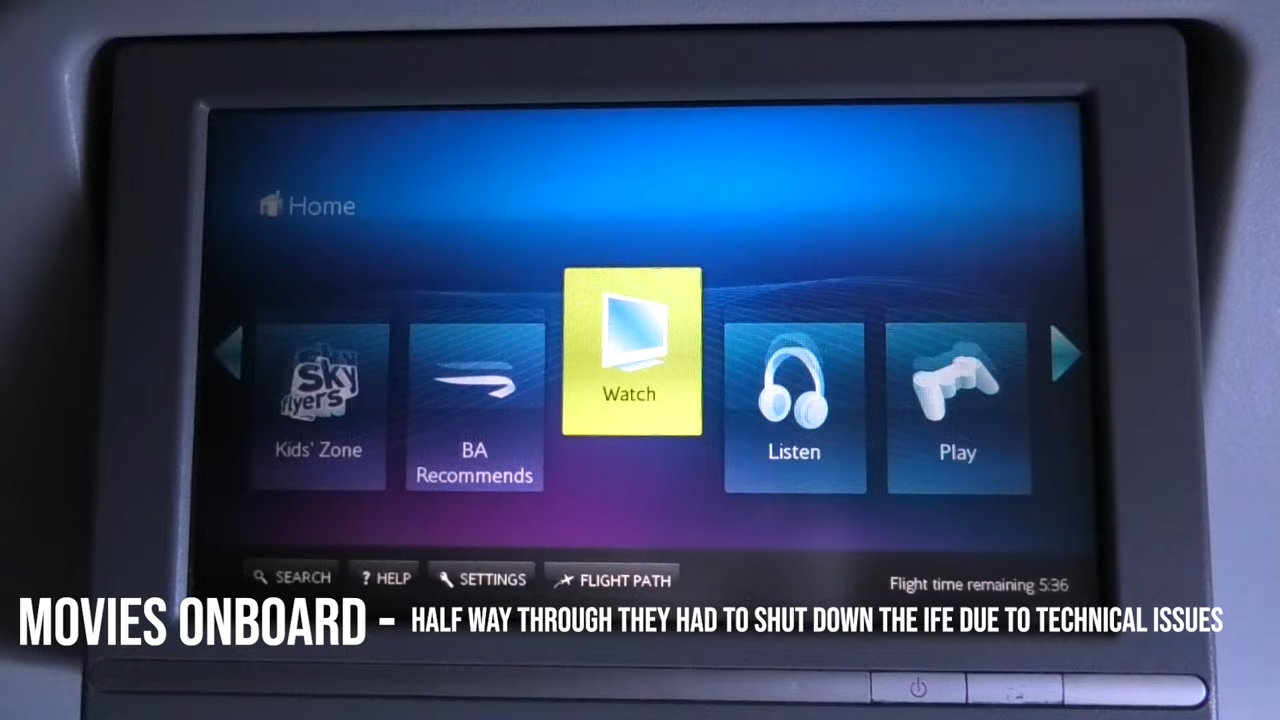 Home
sky
flyers
Kids' Zone
BA
Recommends
Watch
Listen
Play
SEARCH
? HELP
SETTINGS
FLIGHT PATH
Flight time remaining 5:36
MOVIES ONBOARD - HALF WAY THROUGH THEY HAD TO SHUT DOWN THE IFE DUE TO TECHNICAL ISSUES